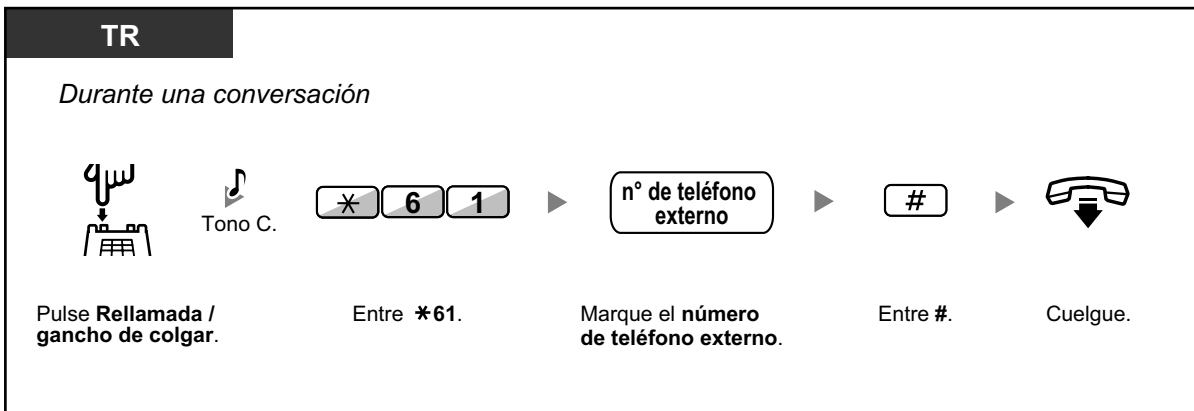 TR
Durante una conversación
Tono C.
* 6 1
n° de teléfono
externo
#
Pulse Rellamada /
gancho de colgar.
Entre *61.
Marque el número
de teléfono externo.
Entre #.
Cuelgue.